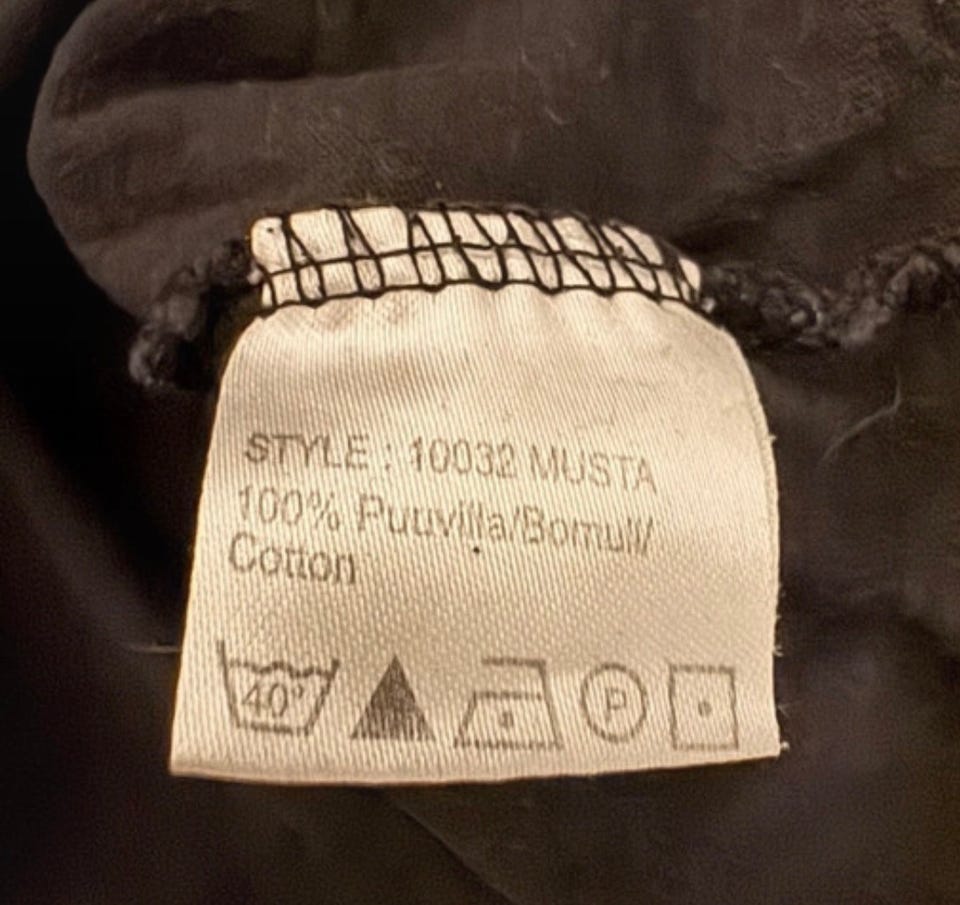 STYLE : 10032 MUSTA
100% Puuvilla/Bomull/
Cotton
40°
P